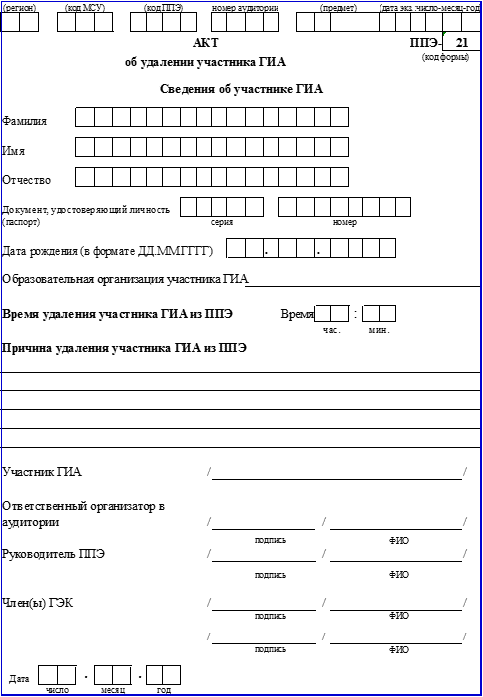 (регион) (код МСУ) (код ППЭ) номер аудитории (предмет) (дата экз. число-месяц-год)
АКТ ППЭ- 21
(код формы)
об удалении участника ГИА
Сведения об участнике ГИА
Фамилия
Имя
Отчество
Документ, удостоверяющий личность
(паспорт) серия номер
Дата рождения (в формате ДД.ММ.ГГГГ) . .
Образовательная организация участника ГИА
Время удаления участника ГИА из ППЭ Время :
час. мин.
Причина удаления участника ГИА из ППЭ
Участник ГИА / /
Ответственный организатор в
аудитории / / /
подпись ФИО
Руководитель ППЭ / / /
подпись ФИО
Член(ы) ГЭК / / /
подпись ФИО
/ / /
подпись ФИО
Дата . .
число месяц год